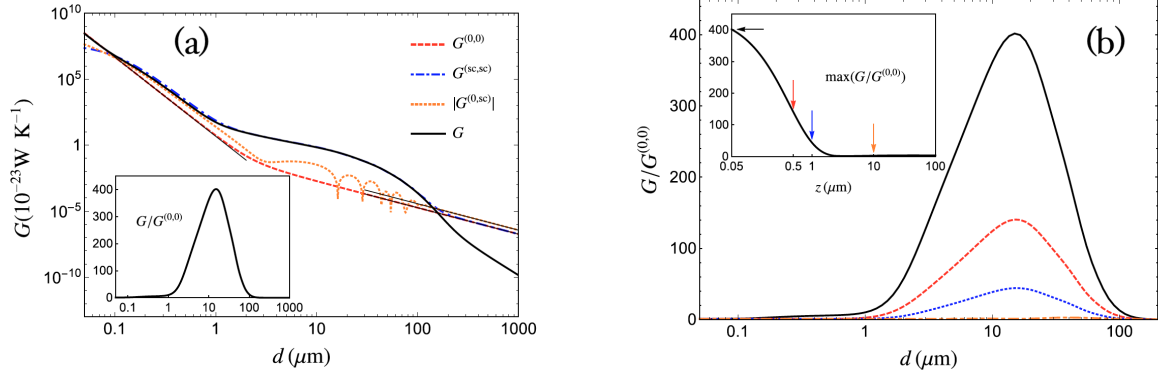 10^10
10^5
1
10^-5
10^-10
G(10^-23 W K^-1)
(a)
G^(0,0)
G^(sc,sc)
|G^(0,sc)|
G
400
300
200
100
0
G/G^(0,0)
0.1 1 10 100 1000
0.1 1 10 100 1000
d (μm)
400
300
200
100
0
G/G^(0,0)
(b)
400
300
200
100
0
max(G/G^(0,0))
0.05 0.5 1 10 100
z (μm)
0.1 1 10 100
d (μm)